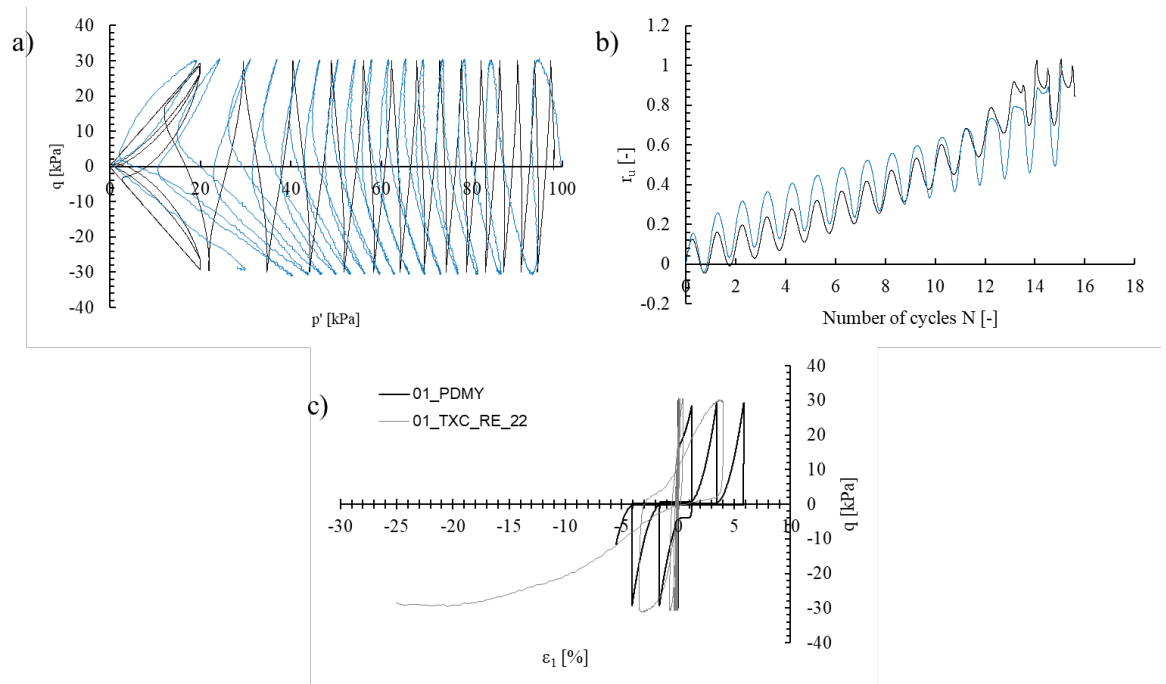 a)
40
30
20
10
0
-10
-20
-30
-40
q [kPa]
0 20 40 60 80 100
p' [kPa]
b)
1.2
1
0.8
0.6
0.4
0.2
0
-0.2
r_u [-]
0 2 4 6 8 10 12 14 16 18
Number of cycles N [-]
c)
01_PDMY
01_TXC_RE_22
40
30
20
10
0
-10
-20
-30
-40
q [kPa]
-30 -25 -20 -15 -10 -5 0 5 10
ε₁ [%]